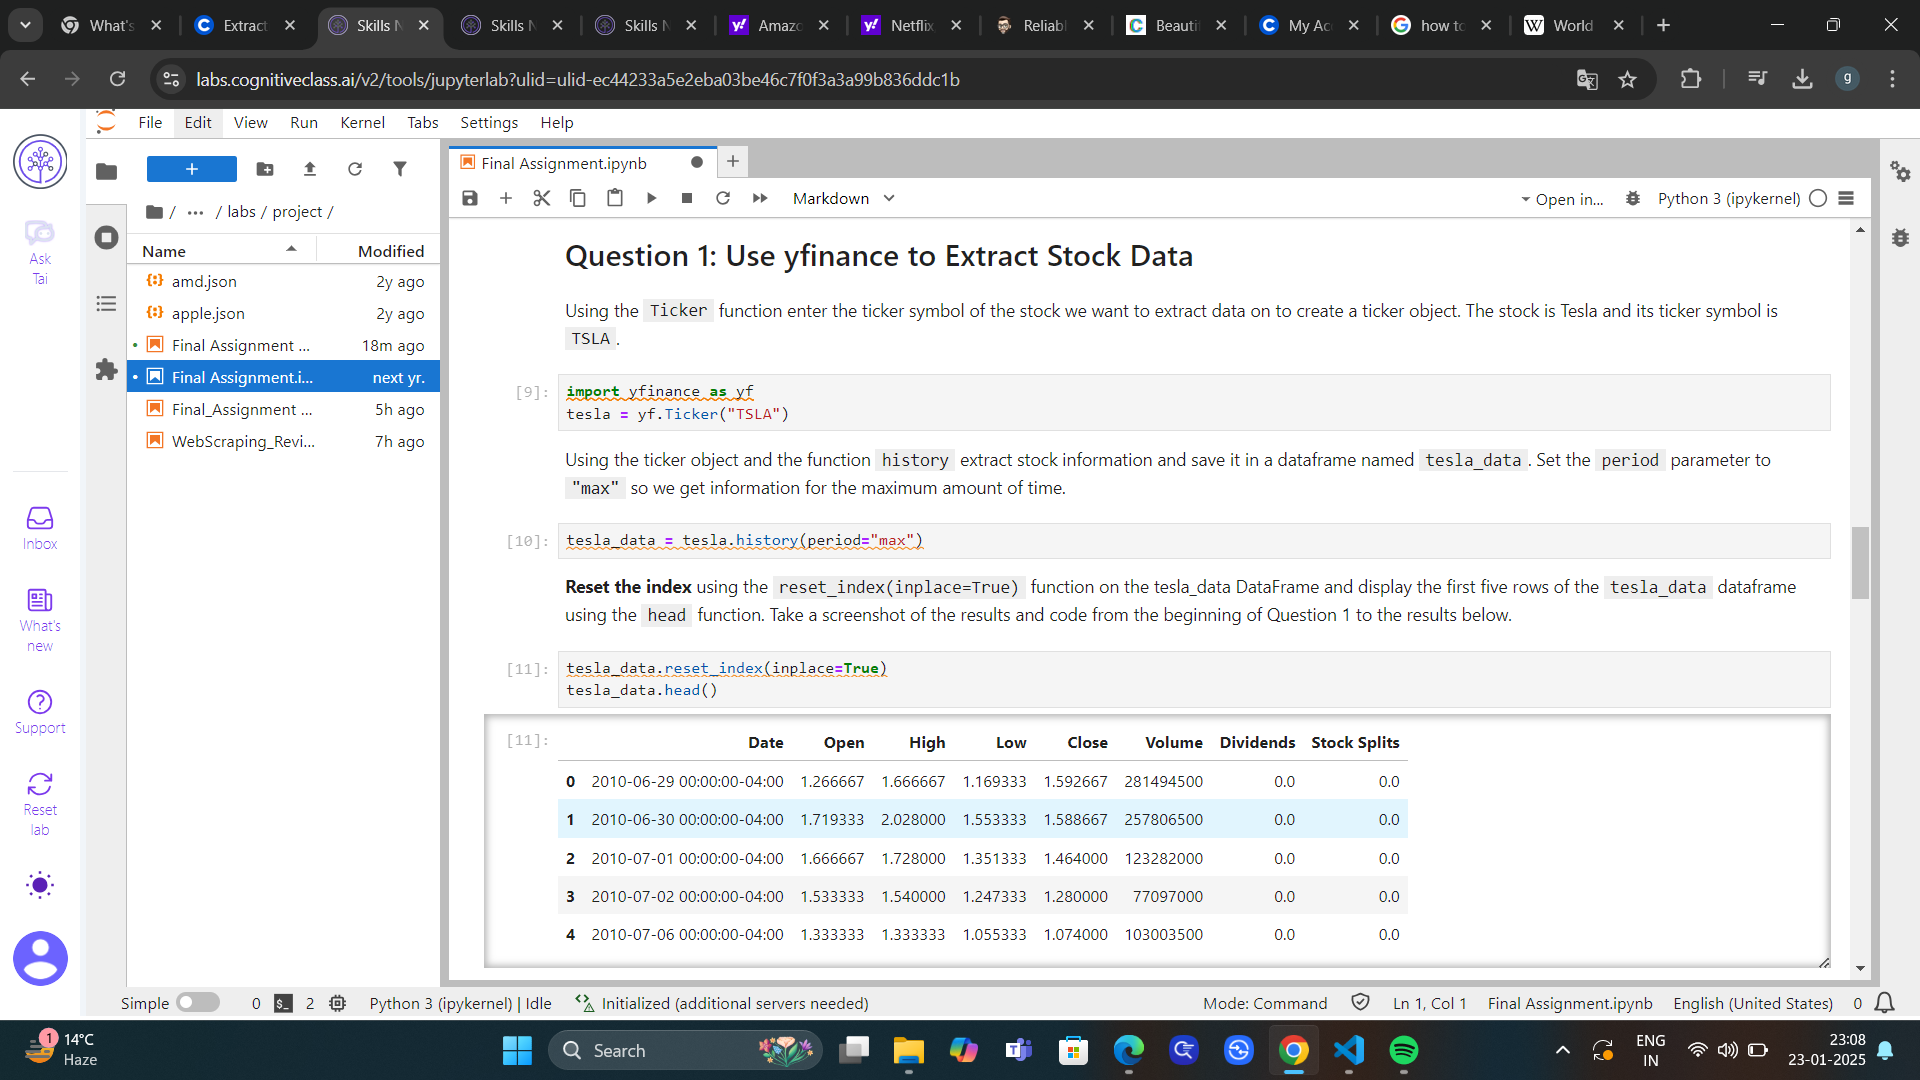 What's
Extract
Skills N
Skills N
Skills N
Amazo
Netflix
Reliabl
Beauti
My Ac
how to
World
labs.cognitiveclass.ai/v2/tools/jupyterlab?ulid=ulid-ec44233a5e2eba03be46c7f0f3a3a99b836ddc1b
g
File Edit View Run Kernel Tabs Settings Help
Ask
Tai
Inbox
What's
new
Support
Reset
lab
/ ··· / labs / project /
Name Modified
amd.json 2y ago
apple.json 2y ago
Final Assignment ... 18m ago
Final Assignment.i... next yr.
Final_Assignment ... 5h ago
WebScraping_Revi... 7h ago
Final Assignment.ipynb
Markdown
Open in...
Python 3 (ipykernel)
Question 1: Use yfinance to Extract Stock Data
Using the Ticker function enter the ticker symbol of the stock we want to extract data on to create a ticker object. The stock is Tesla and its ticker symbol is
TSLA .
[9]: import yfinance as yf
tesla = yf.Ticker("TSLA")
Using the ticker object and the function history extract stock information and save it in a dataframe named tesla_data . Set the period parameter to
"max" so we get information for the maximum amount of time.
[10]: tesla_data = tesla.history(period="max")
Reset the index using the reset_index(inplace=True) function on the tesla_data DataFrame and display the first five rows of the tesla_data dataframe
using the head function. Take a screenshot of the results and code from the beginning of Question 1 to the results below.
[11]: tesla_data.reset_index(inplace=True)
tesla_data.head()
[11]: Date Open High Low Close Volume Dividends Stock Splits
0 2010-06-29 00:00:00-04:00 1.266667 1.666667 1.169333 1.592667 281494500 0.0 0.0
1 2010-06-30 00:00:00-04:00 1.719333 2.028000 1.553333 1.588667 257806500 0.0 0.0
2 2010-07-01 00:00:00-04:00 1.666667 1.728000 1.351333 1.464000 123282000 0.0 0.0
3 2010-07-02 00:00:00-04:00 1.533333 1.540000 1.247333 1.280000 77097000 0.0 0.0
4 2010-07-06 00:00:00-04:00 1.333333 1.333333 1.055333 1.074000 103003500 0.0 0.0
Simple 0 2 Python 3 (ipykernel) | Idle Initialized (additional servers needed) Mode: Command Ln 1, Col 1 Final Assignment.ipynb English (United States) 0
1
14°C
Haze
Search
ENG
IN
23:08
23-01-2025